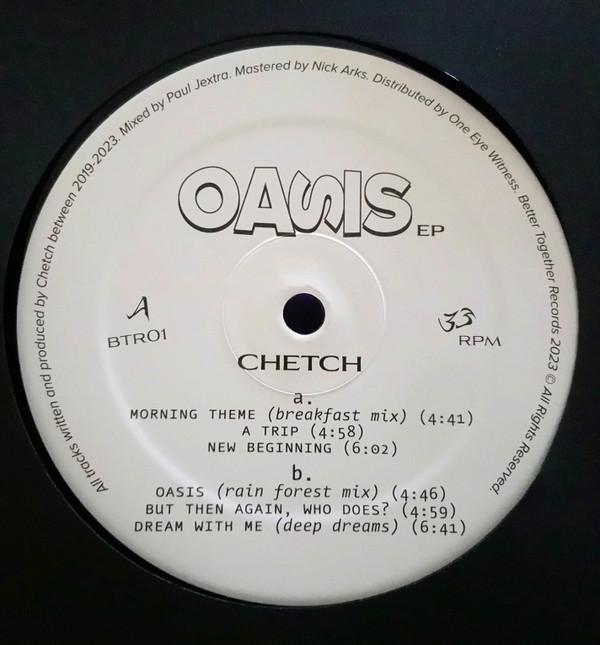 All tracks written and produced by Chetch between 2019-2023. Mixed by Paul Jextra. Mastered by Nick Arks. Distributed by One Eye Witness. Better Together Records 2023 © All Rights Reserved.
OASIS EP
A
BTR01
33
RPM
CHETCH
a.
MORNING THEME (breakfast mix) (4:41)
A TRIP (4:58)
NEW BEGINNING (6:02)
b.
OASIS (rain forest mix) (4:46)
BUT THEN AGAIN, WHO DOES? (4:59)
DREAM WITH ME (deep dreams) (6:41)